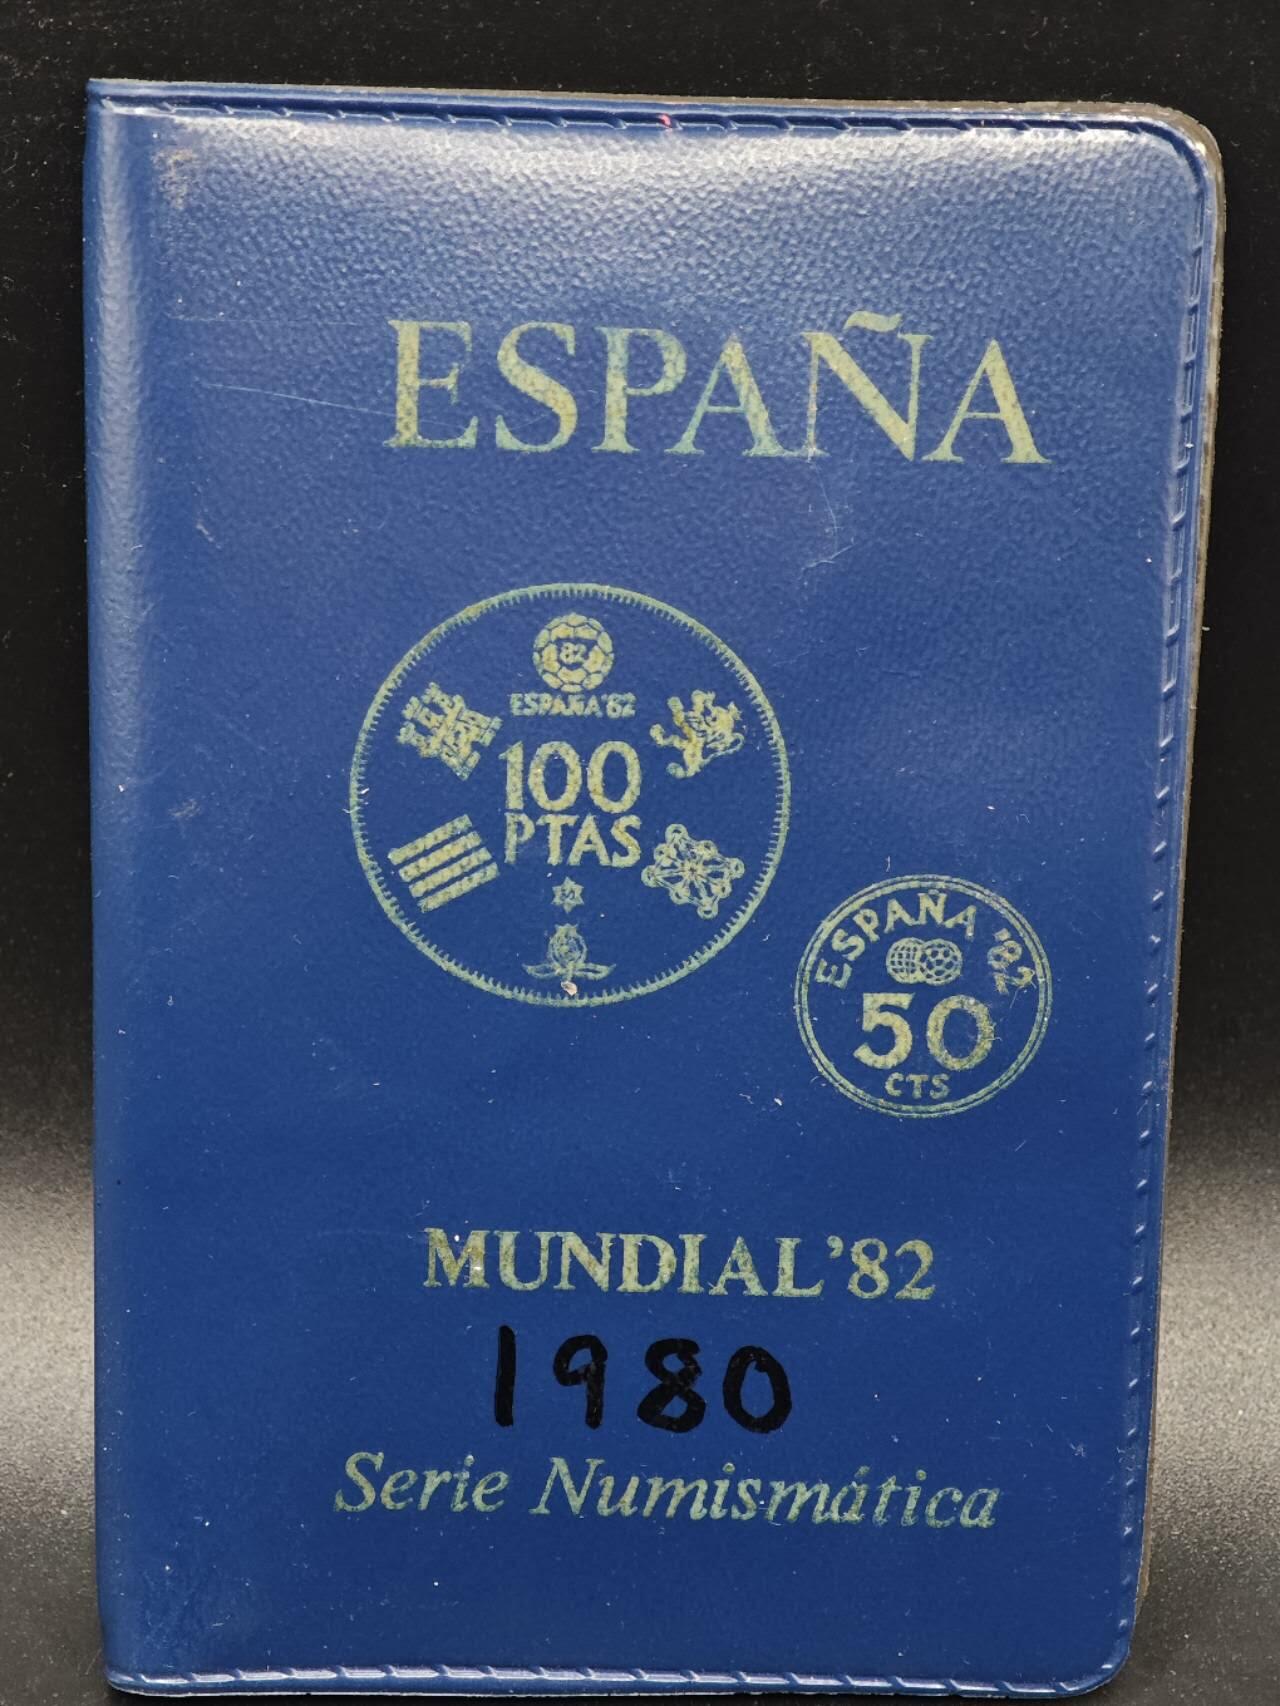 ESPAÑA
82
ESPAÑA'82
100
PTAS
ESPAÑA '82
50
CTS
MUNDIAL'82
1980
Serie Numismática